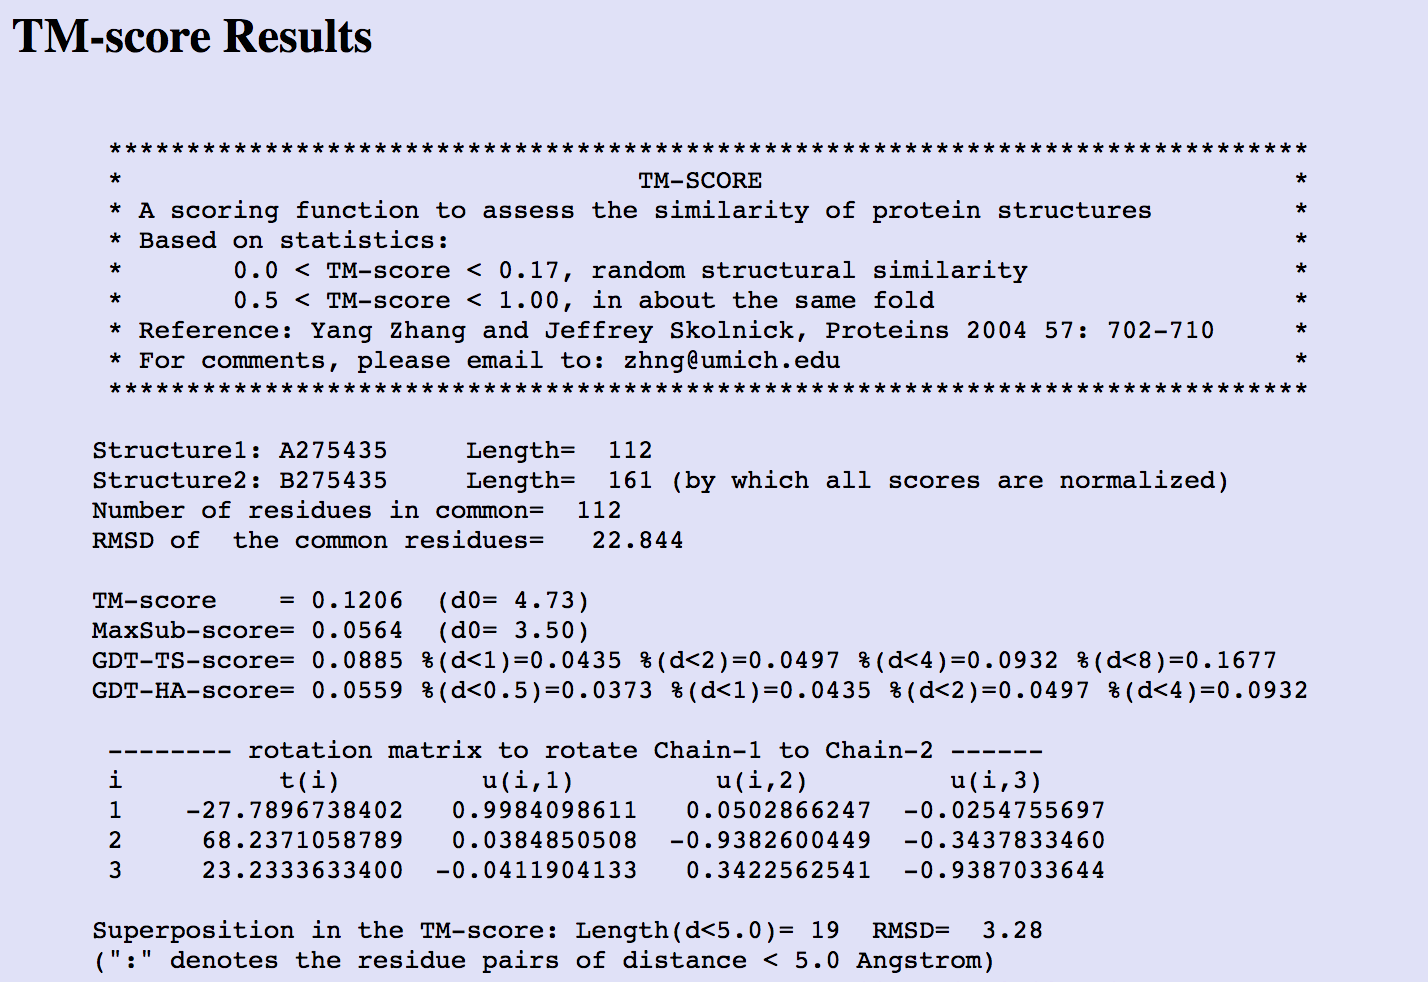 TM-score Results
*****************************************************************************
* TM-SCORE *
* A scoring function to assess the similarity of protein structures *
* Based on statistics: *
* 0.0 < TM-score < 0.17, random structural similarity *
* 0.5 < TM-score < 1.00, in about the same fold *
* Reference: Yang Zhang and Jeffrey Skolnick, Proteins 2004 57: 702-710 *
* For comments, please email to: zhng@umich.edu *
*****************************************************************************
Structure1: A275435 Length= 112
Structure2: B275435 Length= 161 (by which all scores are normalized)
Number of residues in common= 112
RMSD of the common residues= 22.844
TM-score = 0.1206 (d0= 4.73)
MaxSub-score= 0.0564 (d0= 3.50)
GDT-TS-score= 0.0885 %(d<1)=0.0435 %(d<2)=0.0497 %(d<4)=0.0932 %(d<8)=0.1677
GDT-HA-score= 0.0559 %(d<0.5)=0.0373 %(d<1)=0.0435 %(d<2)=0.0497 %(d<4)=0.0932
-------- rotation matrix to rotate Chain-1 to Chain-2 ------
i t(i) u(i,1) u(i,2) u(i,3)
1 -27.7896738402 0.9984098611 0.0502866247 -0.0254755697
2 68.2371058789 0.0384850508 -0.9382600449 -0.3437833460
3 23.2333633400 -0.0411904133 0.3422562541 -0.9387033644
Superposition in the TM-score: Length(d<5.0)= 19 RMSD= 3.28
(":" denotes the residue pairs of distance < 5.0 Angstrom)